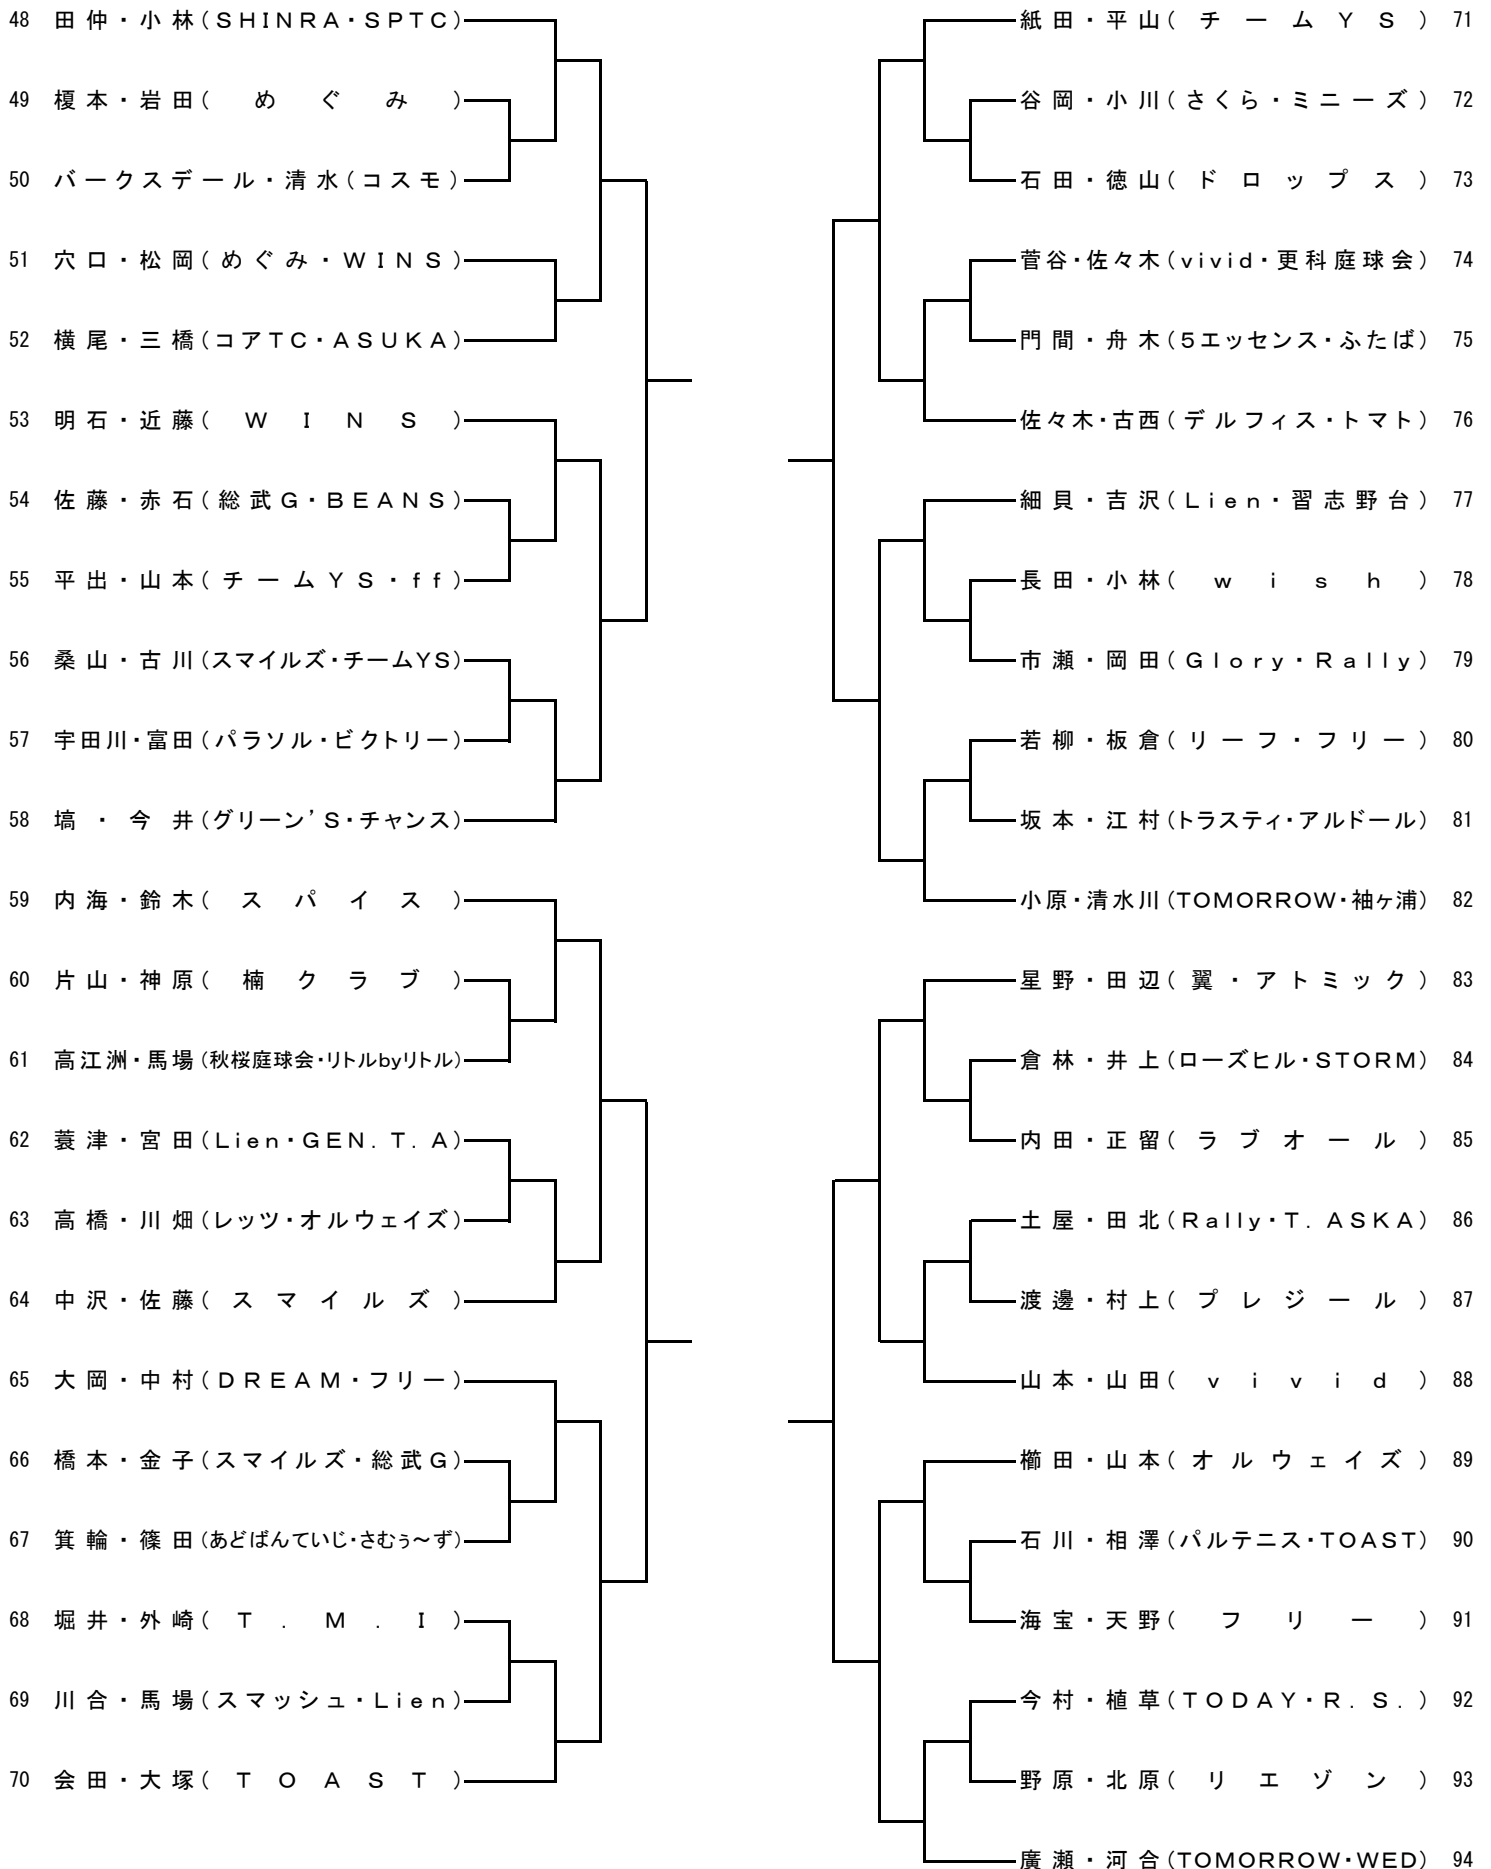 48 田仲・小林(SHINRA・SPTC)
49 榎本・岩田(めぐみ)
50 バークスデール・清水(コスモ)
51 穴口・松岡(めぐみ・WINS)
52 横尾・三橋(コアTC・ASUKA)
53 明石・近藤(WINS)
54 佐藤・赤石(総武G・BEANS)
55 平出・山本(チームYS・ff)
56 桑山・古川(スマイルズ・チームYS)
57 宇田川・富田(パラソル・ビクトリー)
58 塙・今井(グリーン’S・チャンス)
59 内海・鈴木(スパイス)
60 片山・神原(楠クラブ)
61 高江洲・馬場(秋桜庭球会・リトルbyリトル)
62 蓑津・宮田(Lien・GEN.T.A)
63 高橋・川畑(レッツ・オルウェイズ)
64 中沢・佐藤(スマイルズ)
65 大岡・中村(DREAM・フリー)
66 橋本・金子(スマイルズ・総武G)
67 箕輪・篠田(あどばんていじ・さむぅ～ず)
68 堀井・外崎(T.M.I)
69 川合・馬場(スマッシュ・Lien)
70 会田・大塚(TOAST)
紙田・平山(チームYS) 71
谷岡・小川(さくら・ミニーズ) 72
石田・徳山(ドロップス) 73
菅谷・佐々木(vivid・更科庭球会) 74
門間・舟木(5エッセンス・ふたば) 75
佐々木・古西(デルフィス・トマト) 76
細貝・吉沢(Lien・習志野台) 77
長田・小林(wish) 78
市瀬・岡田(Glory・Rally) 79
若柳・板倉(リーフ・フリー) 80
坂本・江村(トラスティ・アルドール) 81
小原・清水川(TOMORROW・袖ヶ浦) 82
星野・田辺(翼・アトミック) 83
倉林・井上(ローズヒル・STORM) 84
内田・正留(ラブオール) 85
土屋・田北(Rally・T.ASKA) 86
渡邊・村上(プレジール) 87
山本・山田(vivid) 88
櫛田・山本(オルウェイズ) 89
石川・相澤(パルテニス・TOAST) 90
海宝・天野(フリー) 91
今村・植草(TODAY・R.S.) 92
野原・北原(リエゾン) 93
廣瀬・河合(TOMORROW・WED) 94